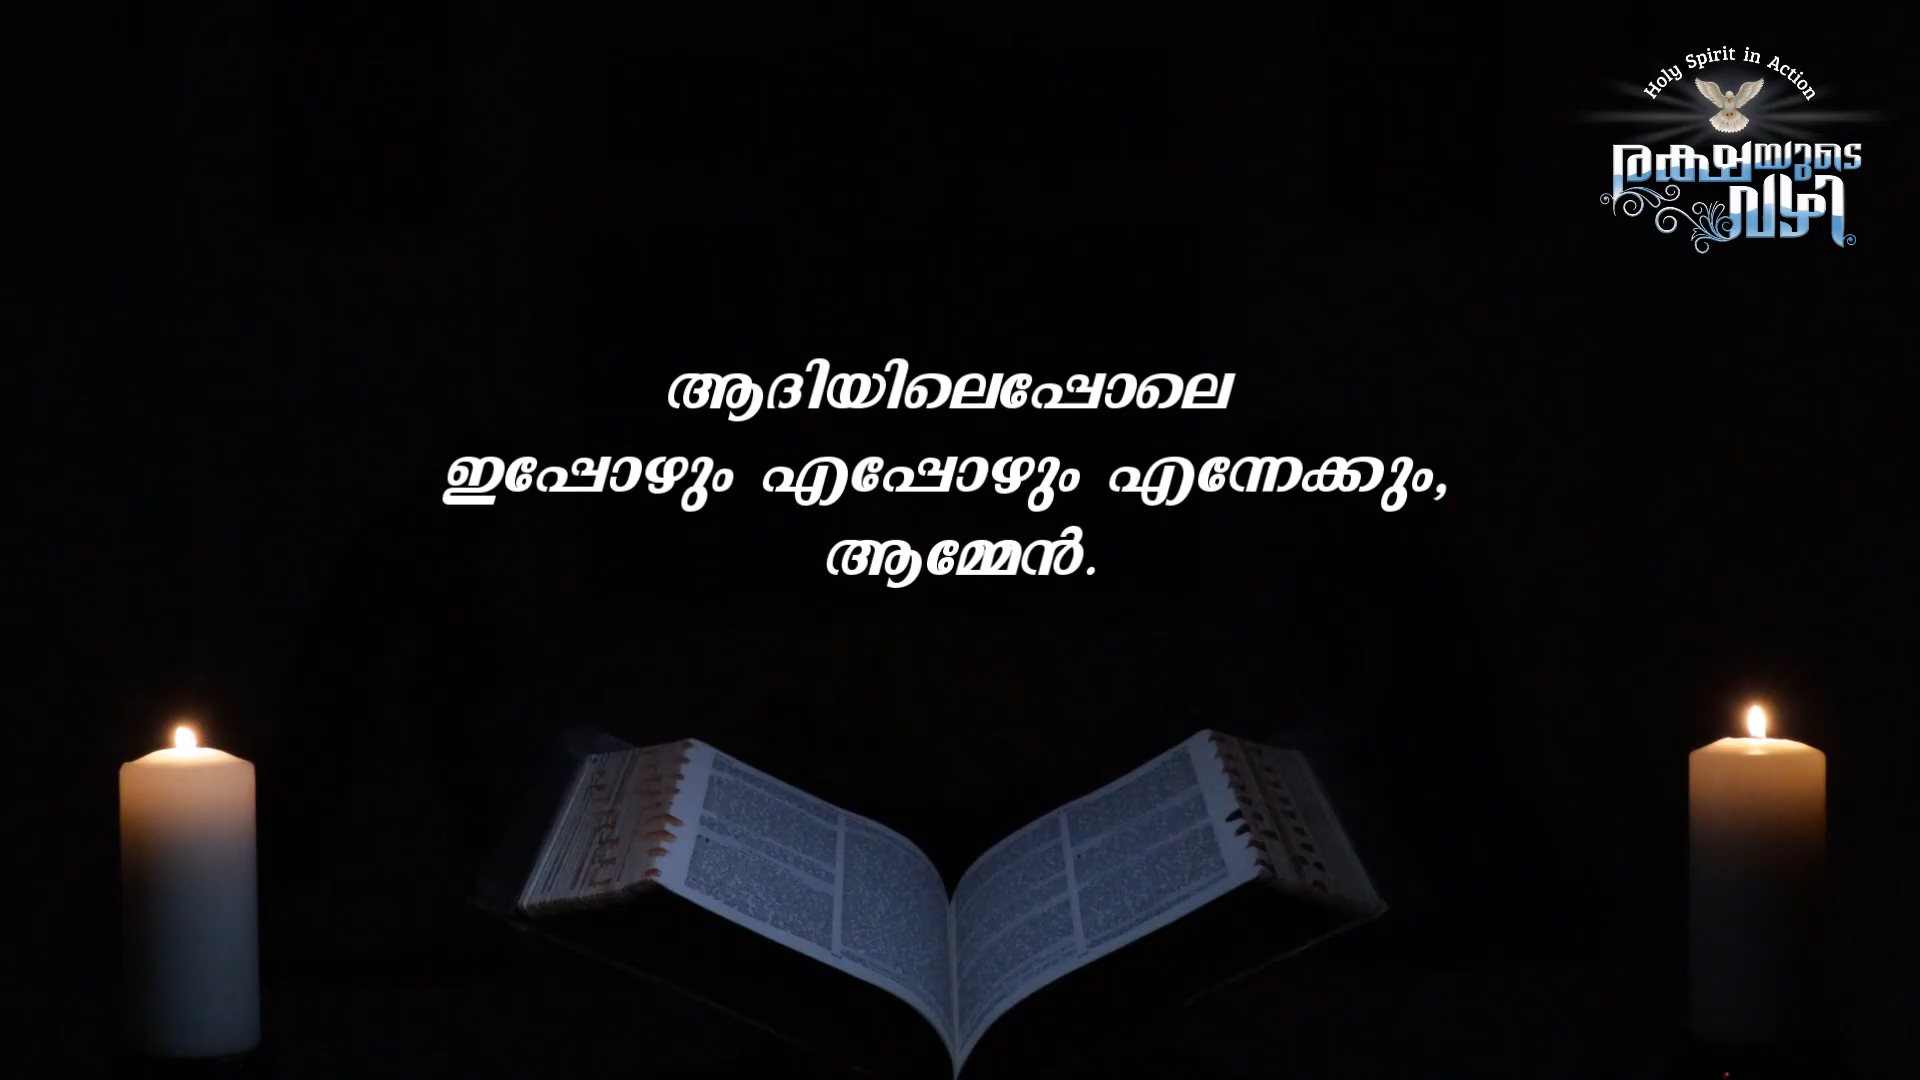 Holy Spirit in Action
രക്ഷയുടെ
വഴി
ആദിയിലെപ്പോലെ
ഇപ്പോഴും എപ്പോഴും എന്നേക്കും,
ആമ്മേൻ.